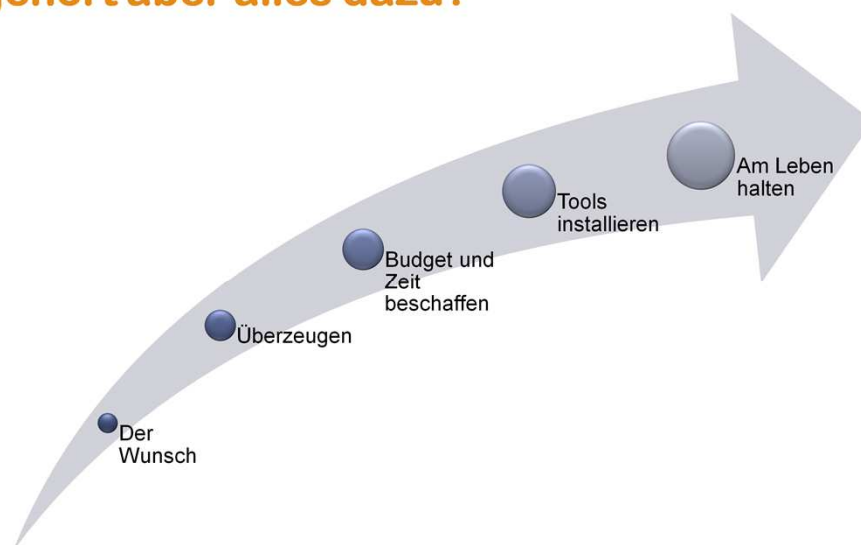 gehört aber alles dazu?
Am Leben
halten
Tools
installieren
Budget und
Zeit
beschaffen
Überzeugen
Der
Wunsch